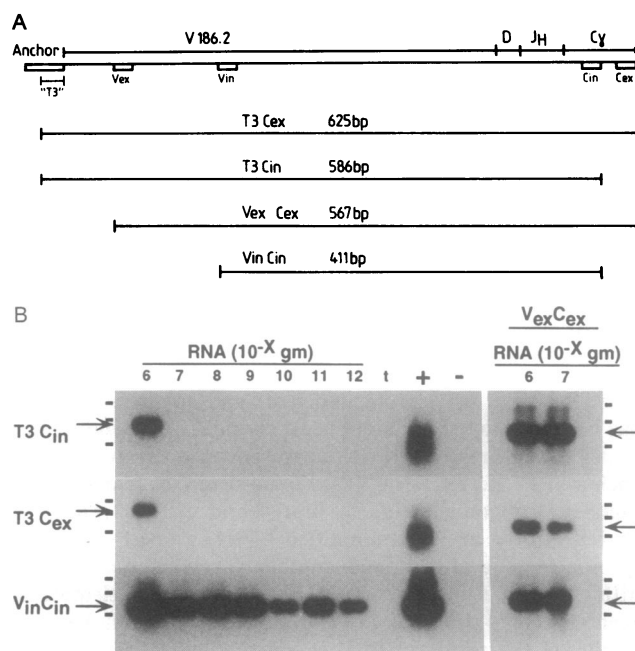 A
Anchor V 186.2 D J_H Cɣ
"T3" Vex Vin Cin Cex
T3 Cex 625bp
T3 Cin 586bp
Vex Cex 567bp
Vin Cin 411bp
B
VexCex
RNA (10-X gm) RNA (10-X gm)
6 7 8 9 10 11 12 t + - 6 7
T3 Cin
T3 Cex
VinCin